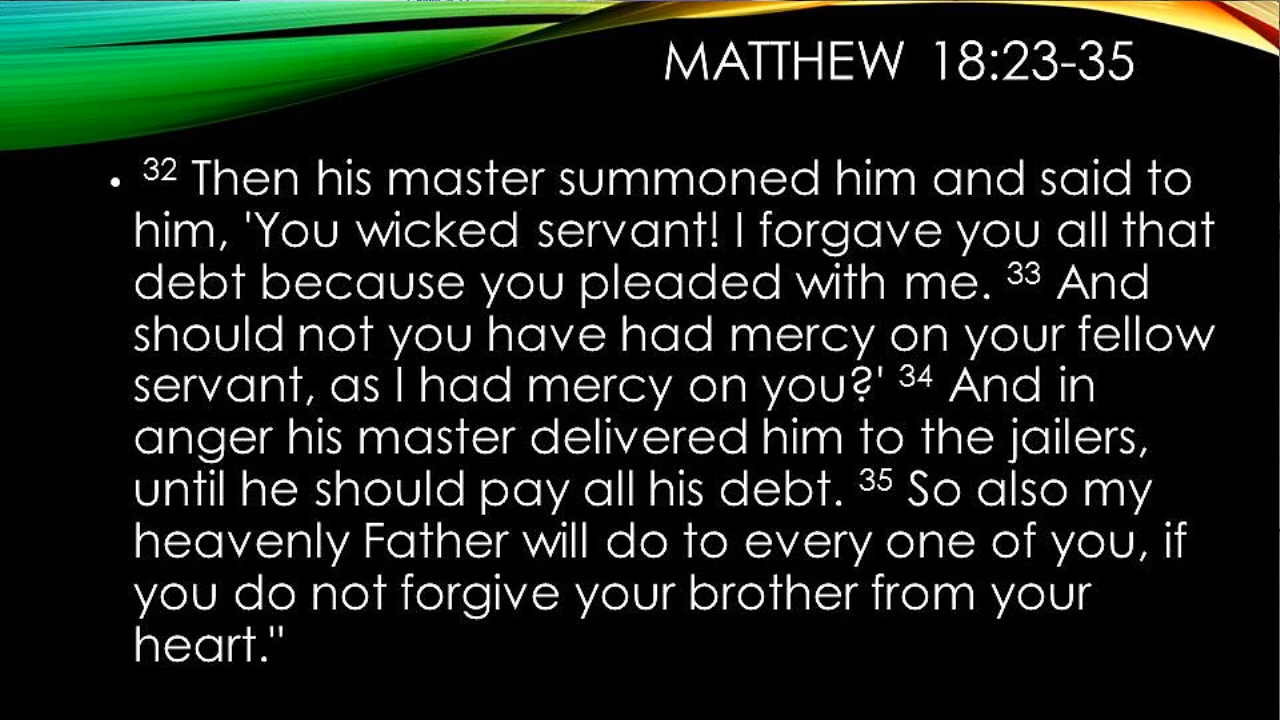 MATTHEW 18:23-35
• 32 Then his master summoned him and said to
him, 'You wicked servant! I forgave you all that
debt because you pleaded with me. 33 And
should not you have had mercy on your fellow
servant, as I had mercy on you?' 34 And in
anger his master delivered him to the jailers,
until he should pay all his debt. 35 So also my
heavenly Father will do to every one of you, if
you do not forgive your brother from your
heart."